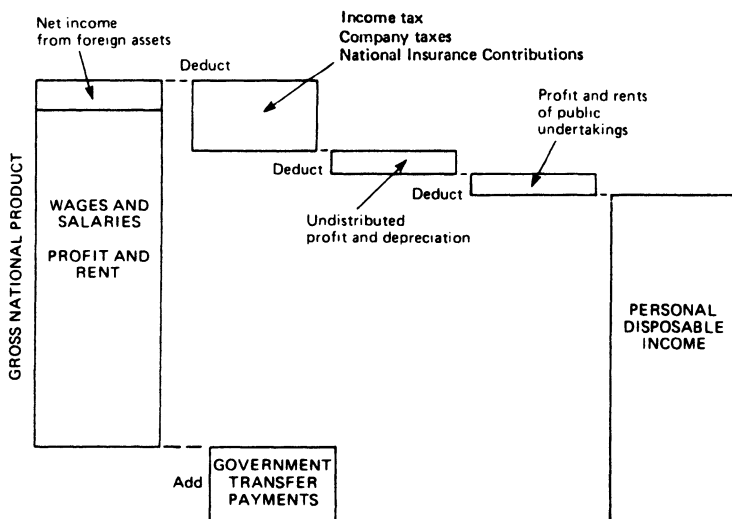 Net income
from foreign assets
Income tax
Company taxes
National Insurance Contributions
Deduct
Profit and rents
of public
undertakings
Deduct
Deduct
Undistributed
profit and depreciation
GROSS NATIONAL PRODUCT
WAGES AND
SALARIES
PROFIT AND
RENT
PERSONAL
DISPOSABLE
INCOME
Add
GOVERNMENT
TRANSFER
PAYMENTS